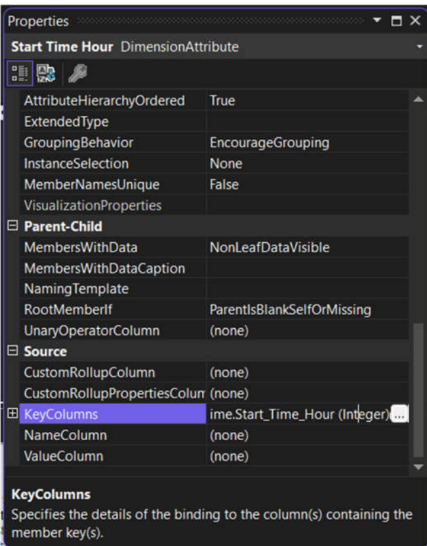 Properties
Start Time Hour DimensionAttribute
AttributeHierarchyOrdered True
ExtendedType
GroupingBehavior EncourageGrouping
InstanceSelection None
MemberNamesUnique False
VisualizationProperties
Parent-Child
MembersWithData NonLeafDataVisible
MembersWithDataCaption
NamingTemplate
RootMemberIf ParentIsBlankSelfOrMissing
UnaryOperatorColumn (none)
Source
CustomRollupColumn (none)
CustomRollupPropertiesColum (none)
KeyColumns ime.Start_Time_Hour (Integer) ...
NameColumn (none)
ValueColumn (none)
KeyColumns
Specifies the details of the binding to the column(s) containing the
member key(s).